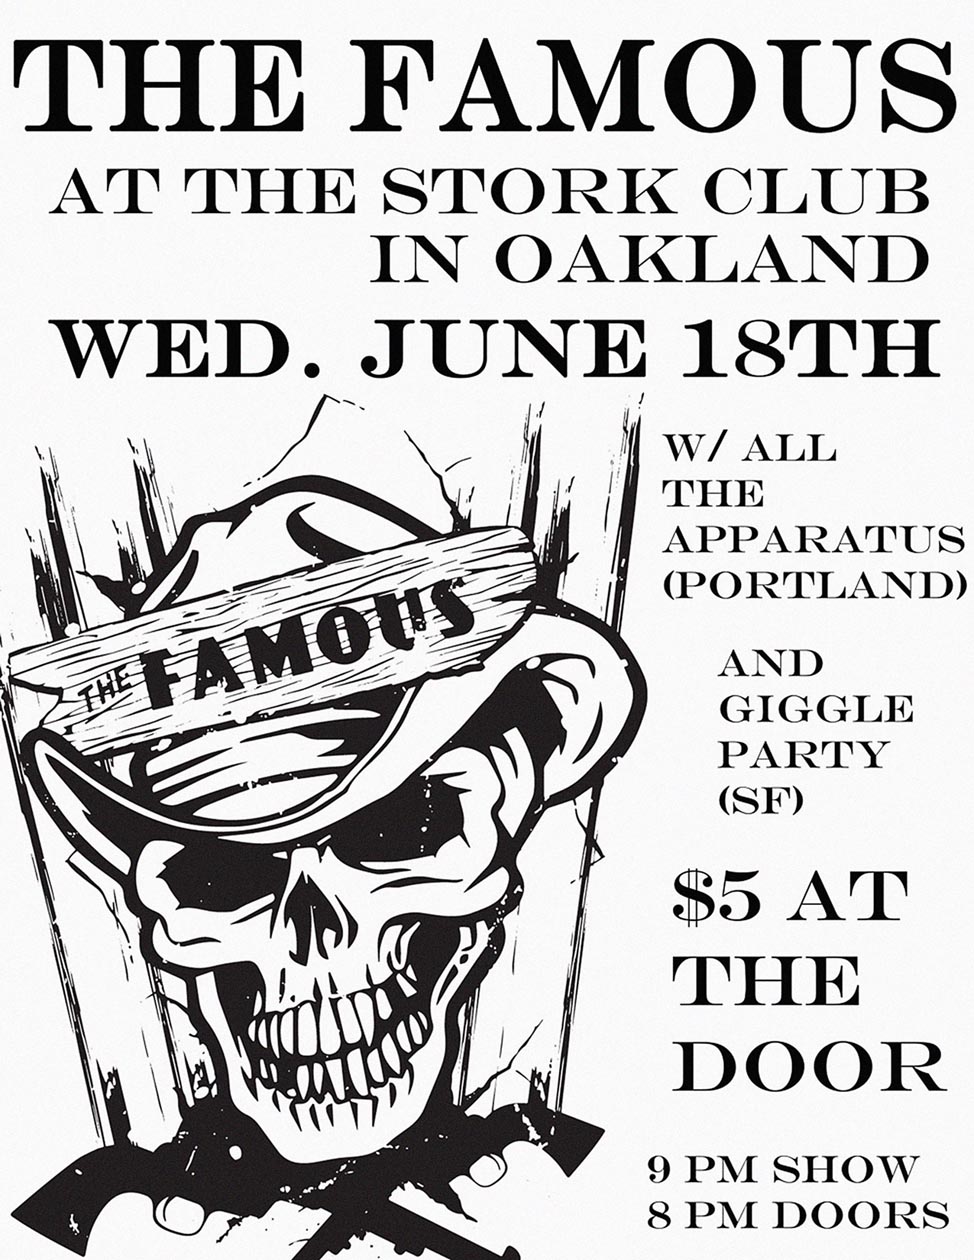 THE FAMOUS
AT THE STORK CLUB
IN OAKLAND
WED. JUNE 18TH
W/ ALL
THE
APPARATUS
(PORTLAND)
AND
GIGGLE
PARTY
(SF)
$5 AT
THE
DOOR
9 PM SHOW
8 PM DOORS
THE FAMOUS